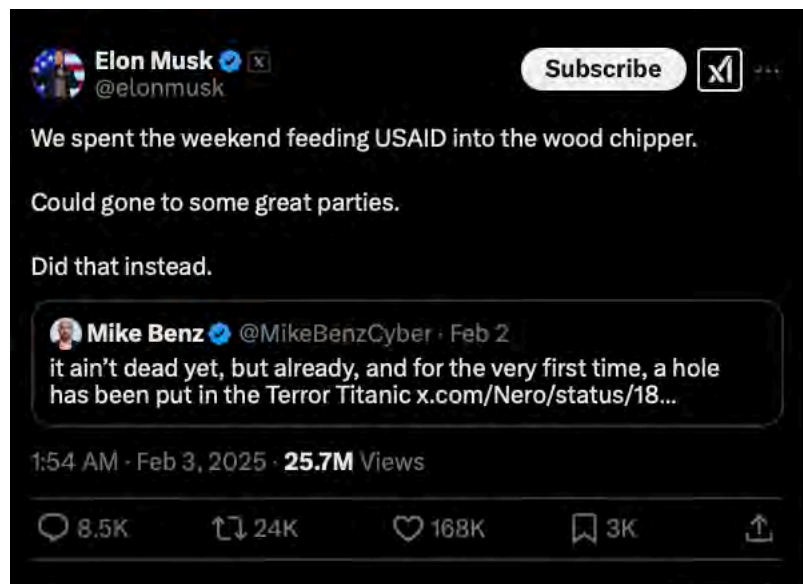 Elon Musk
@elonmusk
Subscribe
We spent the weekend feeding USAID into the wood chipper.
Could gone to some great parties.
Did that instead.
Mike Benz @MikeBenzCyber · Feb 2
it ain't dead yet, but already, and for the very first time, a hole
has been put in the Terror Titanic x.com/Nero/status/18...
1:54 AM · Feb 3, 2025 · 25.7M Views
8.5K 24K 168K 3K